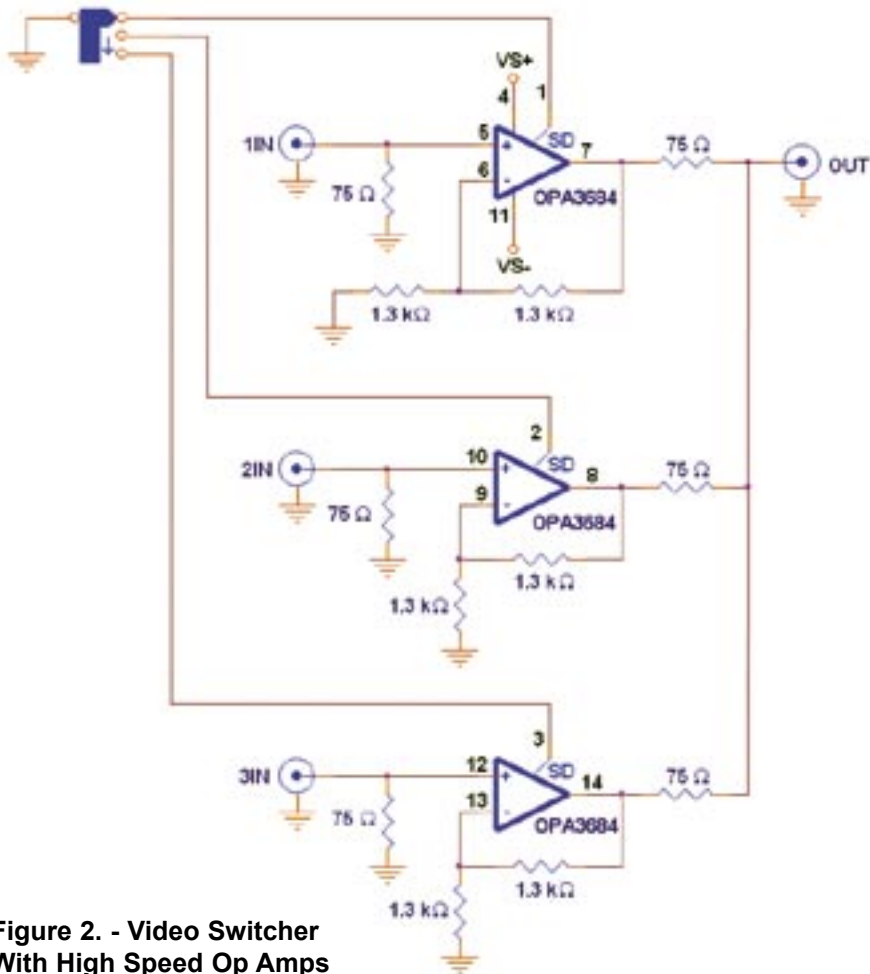 VS+
4
1
1IN
5
+
SD
7
75 Ω
OUT
6
-
75 Ω
OPA3684
11
VS-
1.3 kΩ
1.3 kΩ
2
2IN
10
+
SD
8
75 Ω
9
-
75 Ω
OPA3684
1.3 kΩ
1.3 kΩ
3
3IN
12
+
SD
14
75 Ω
13
-
75 Ω
OPA3684
1.3 kΩ
1.3 kΩ
Figure 2. - Video Switcher
With High Speed Op Amps